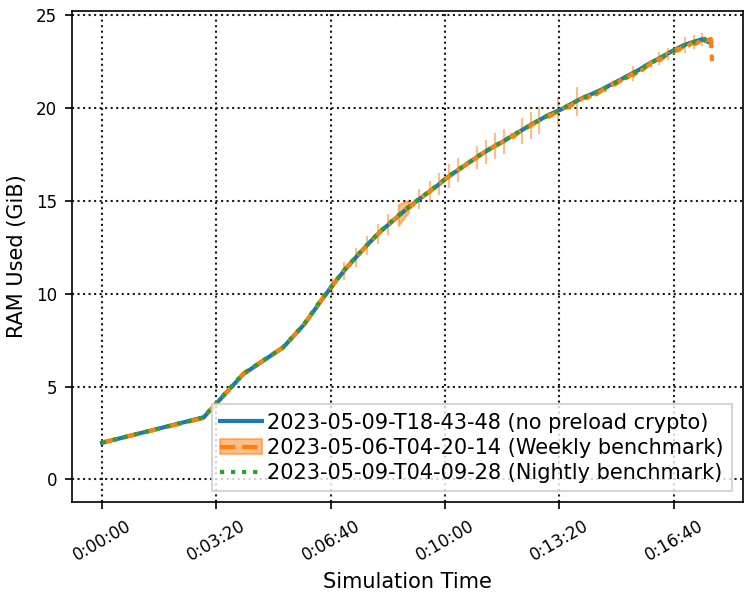 25
20
15
10
5
0
RAM Used (GiB)
2023-05-09-T18-43-48 (no preload crypto)
2023-05-06-T04-20-14 (Weekly benchmark)
2023-05-09-T04-09-28 (Nightly benchmark)
0:00:00
0:03:20
0:06:40
0:10:00
0:13:20
0:16:40
Simulation Time